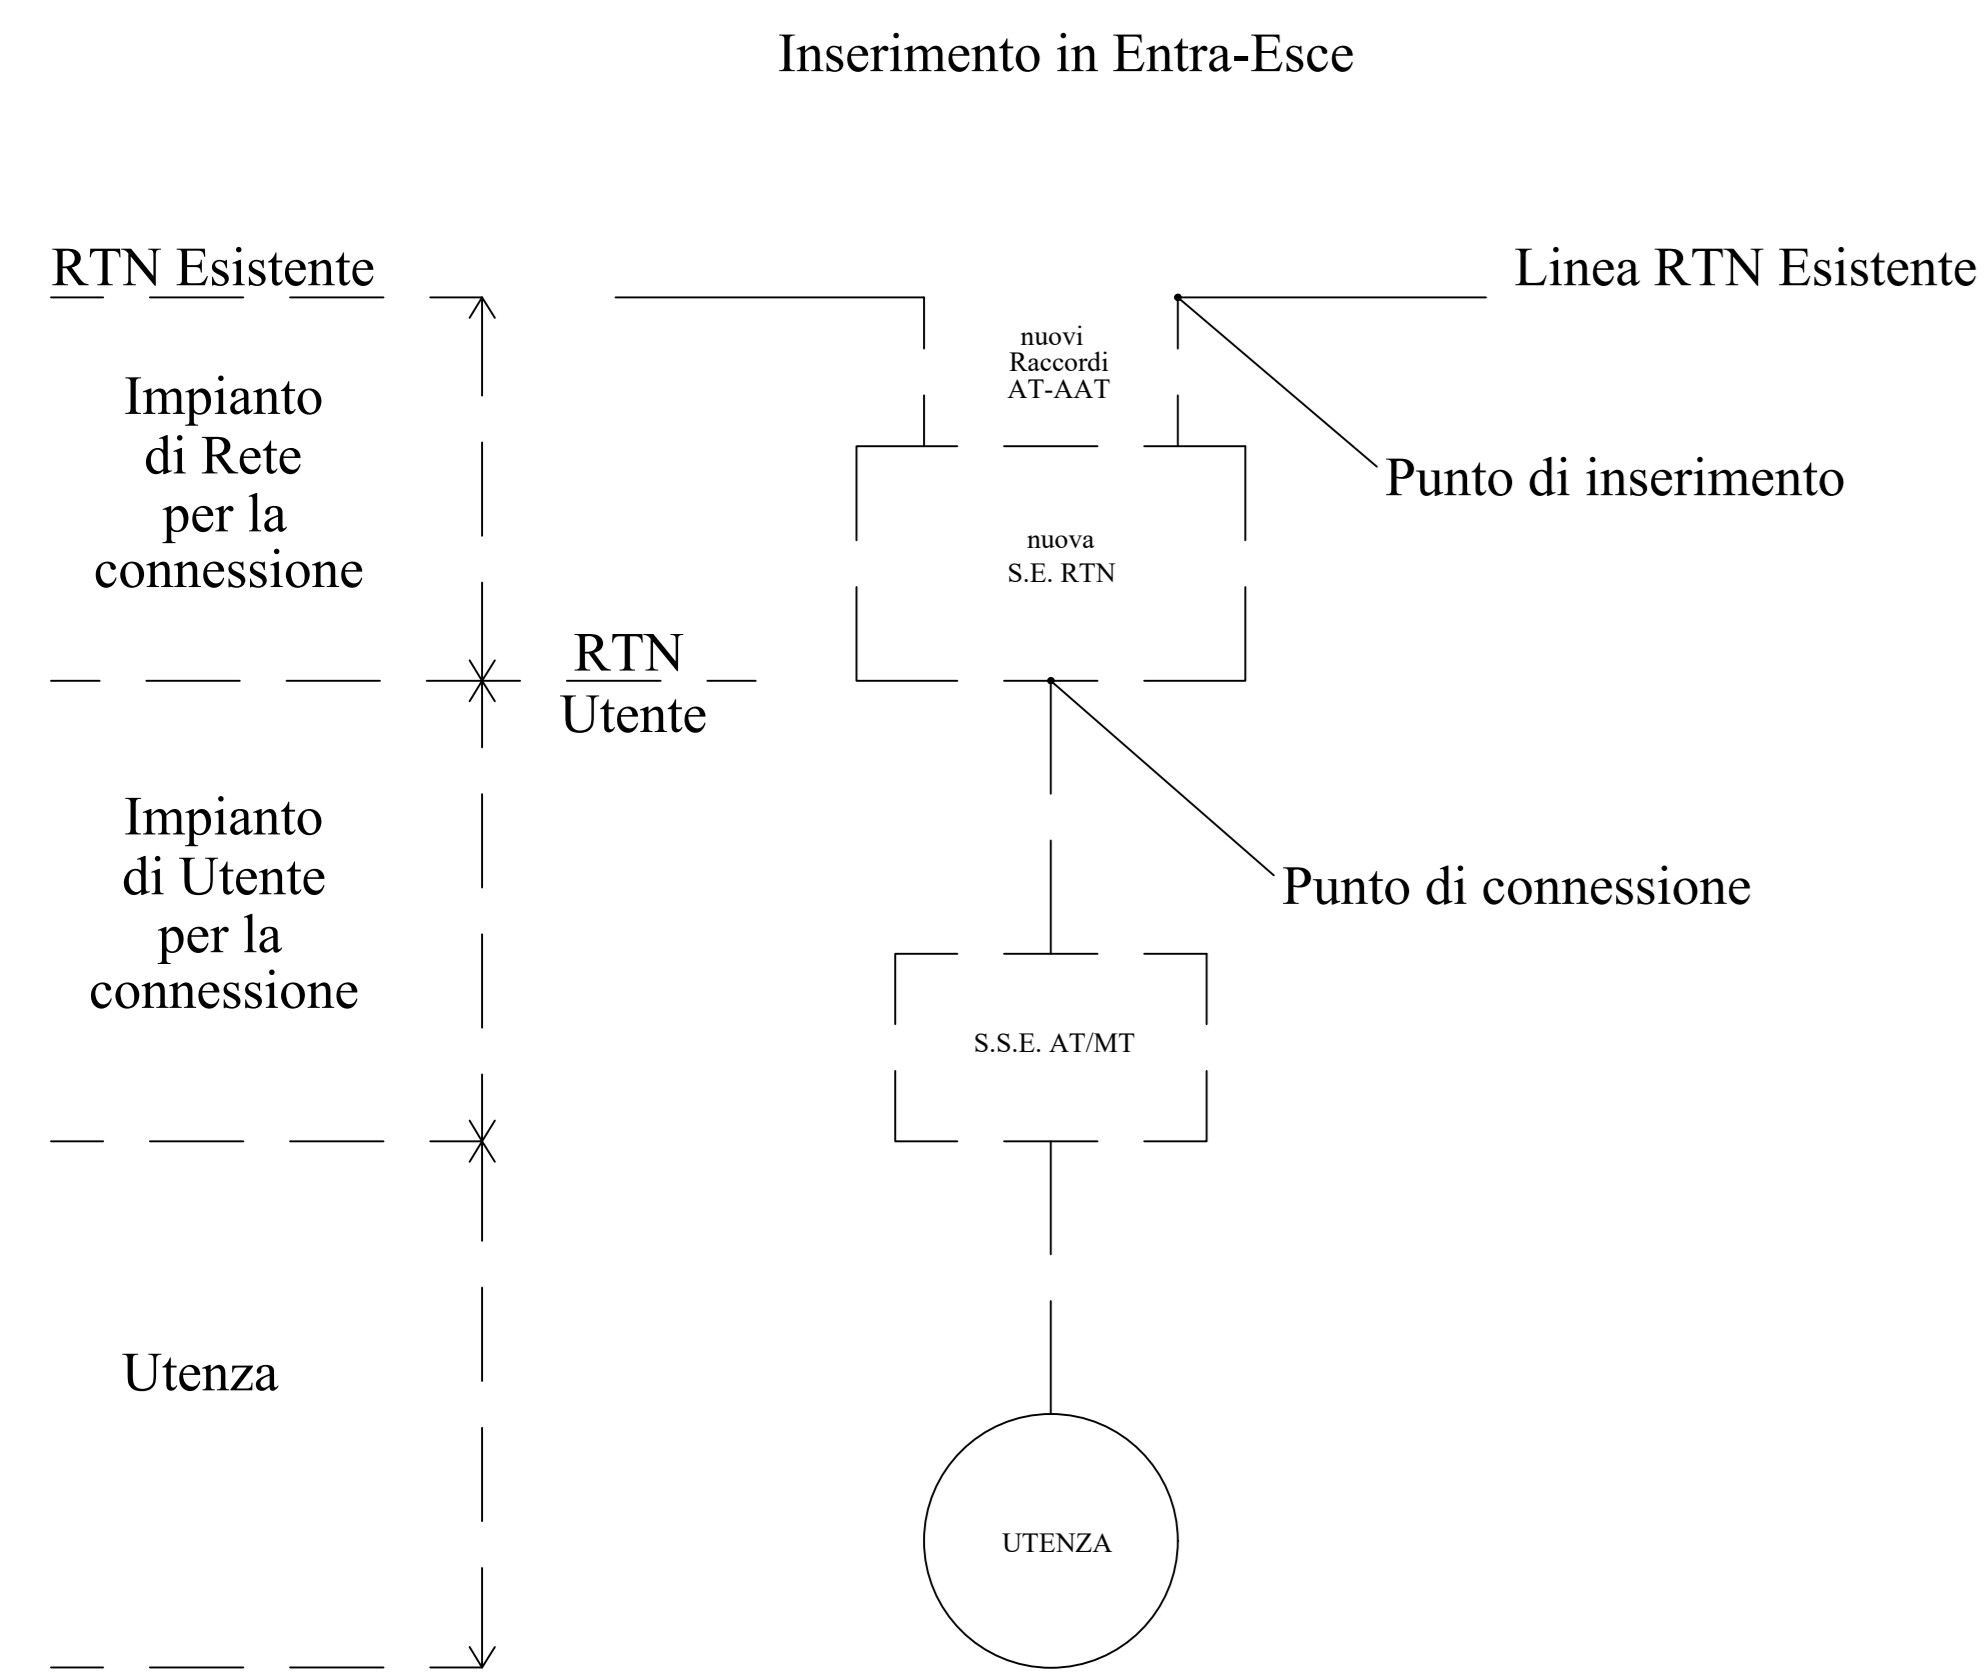 Inserimento in Entra-Esce
RTN Esistente
Linea RTN Esistente
nuovi
Raccordi
AT-AAT
Impianto
di Rete
per la
connessione
Punto di inserimento
nuova
S.E. RTN
RTN
Utente
Impianto
di Utente
per la
connessione
Punto di connessione
S.S.E. AT/MT
Utenza
UTENZA